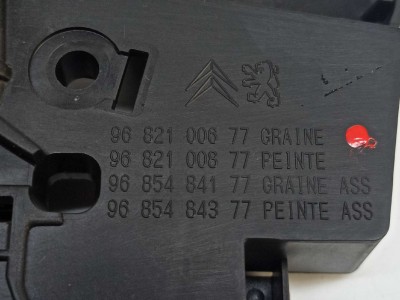 96 821 006 77 GRAINE
96 821 008 77 PEINTE
96 854 841 77 GRAINE ASS
96 854 843 77 PEINTE ASS